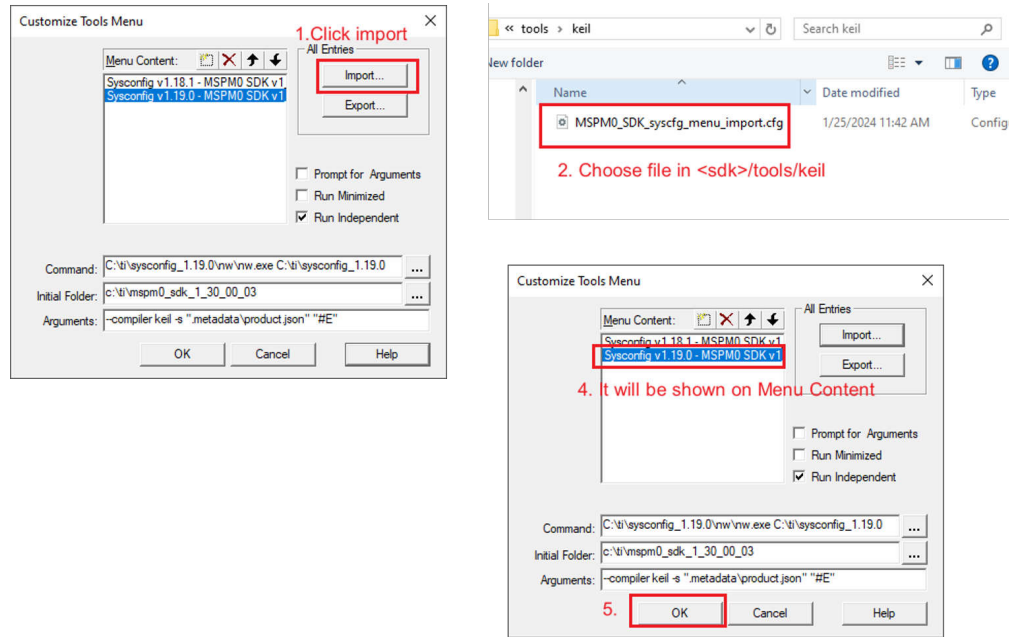 Customize Tools Menu
1.Click import
Menu Content:
All Entries
Sysconfig v1.18.1 - MSPM0 SDK v1
Sysconfig v1.19.0 - MSPM0 SDK v1
Import...
Export...
Prompt for Arguments
Run Minimized
Run Independent
Command: C:\ti\sysconfig_1.19.0\nw\nw.exe C:\ti\sysconfig_1.19.0 ...
Initial Folder: c:\ti\mspm0_sdk_1_30_00_03 ...
Arguments: --compiler keil -s ".metadata\product.json" "#E"
OK Cancel Help
« tools › keil
Search keil
New folder
?
Name Date modified Type
MSPM0_SDK_syscfg_menu_import.cfg 1/25/2024 11:42 AM Configu
2. Choose file in <sdk>/tools/keil
Customize Tools Menu
Menu Content:
All Entries
Sysconfig v1.18.1 - MSPM0 SDK v1
Sysconfig v1.19.0 - MSPM0 SDK v1
Import...
Export...
4. It will be shown on Menu Content
Prompt for Arguments
Run Minimized
Run Independent
Command: C:\ti\sysconfig_1.19.0\nw\nw.exe C:\ti\sysconfig_1.19.0 ...
Initial Folder: c:\ti\mspm0_sdk_1_30_00_03 ...
Arguments: --compiler keil -s ".metadata\product.json" "#E"
5. OK Cancel Help